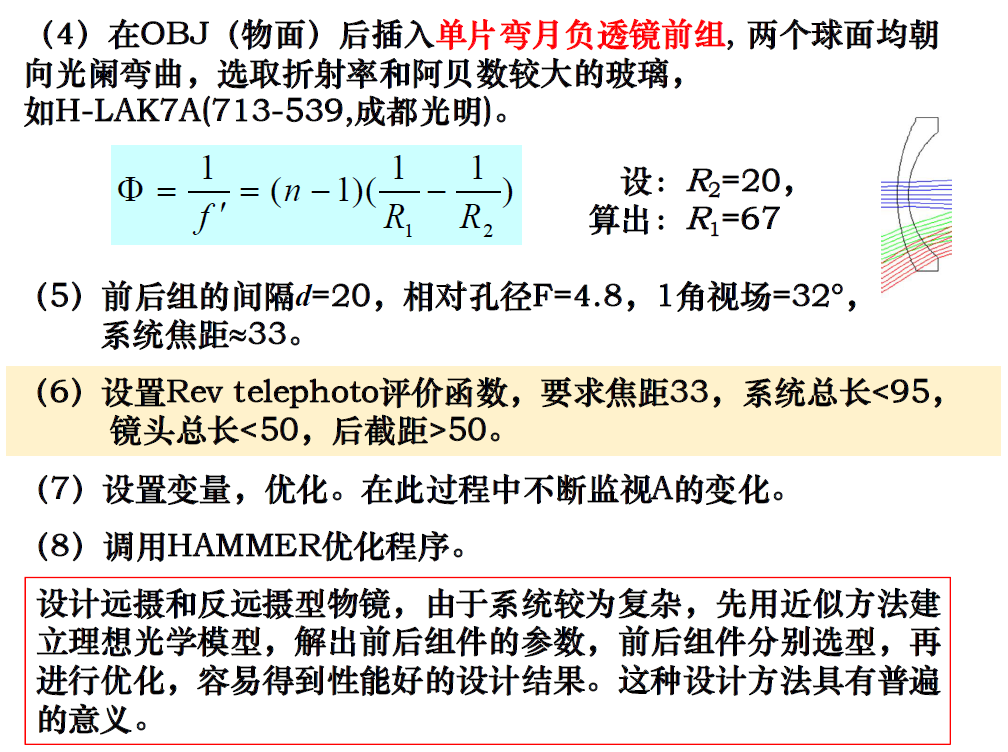 （4）在OBJ（物面）后插入单片弯月负透镜前组, 两个球面均朝
向光阑弯曲，选取折射率和阿贝数较大的玻璃，
如H-LAK7A(713-539,成都光明)。
Φ = 1/f′ = (n − 1)(1/R₁ − 1/R₂)
设：R₂=20，
算出：R₁=67
（5）前后组的间隔d=20，相对孔径F=4.8，1角视场=32°，
系统焦距≈33。
（6）设置Rev telephoto评价函数，要求焦距33，系统总长<95，
镜头总长<50，后截距>50。
（7）设置变量，优化。在此过程中不断监视A的变化。
（8）调用HAMMER优化程序。
设计远摄和反远摄型物镜，由于系统较为复杂，先用近似方法建
立理想光学模型，解出前后组件的参数，前后组件分别选型，再
进行优化，容易得到性能好的设计结果。这种设计方法具有普遍
的意义。